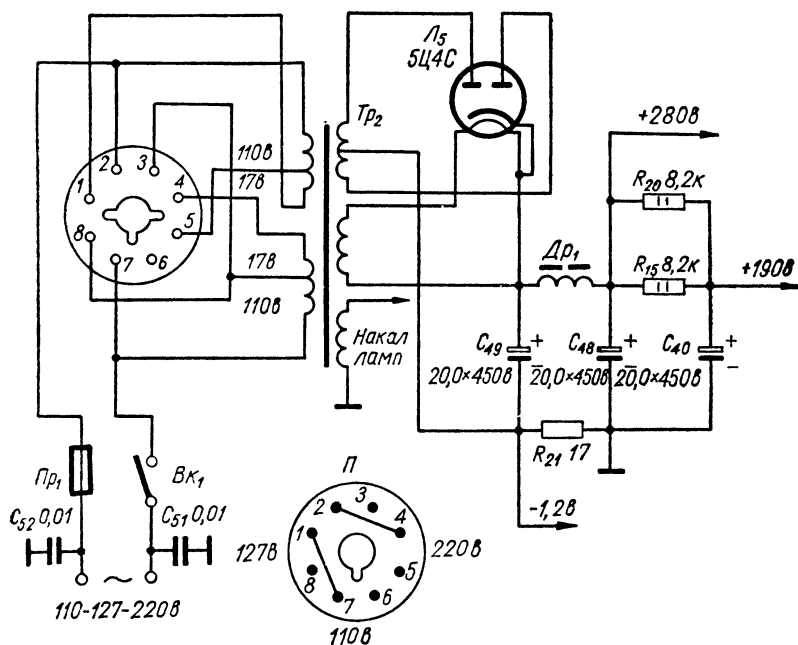 Л5
5Ц4С
Тр2
+280в
R20 8,2к
1
2
3
4
5
6
7
8
110в
17в
17в
110в
Др1
R15 8,2к
+190в
Накал
ламп
C49
+
20,0×450в
C48
+
–
20,0×450в
C40
+
–
–
20,0×450в
R21 17
-1,2в
Пр1
Вк1
C52 0,01
C51 0,01
~
110-127-220в
П
1
2
3
4
5
6
7
8
127в
220в
110в